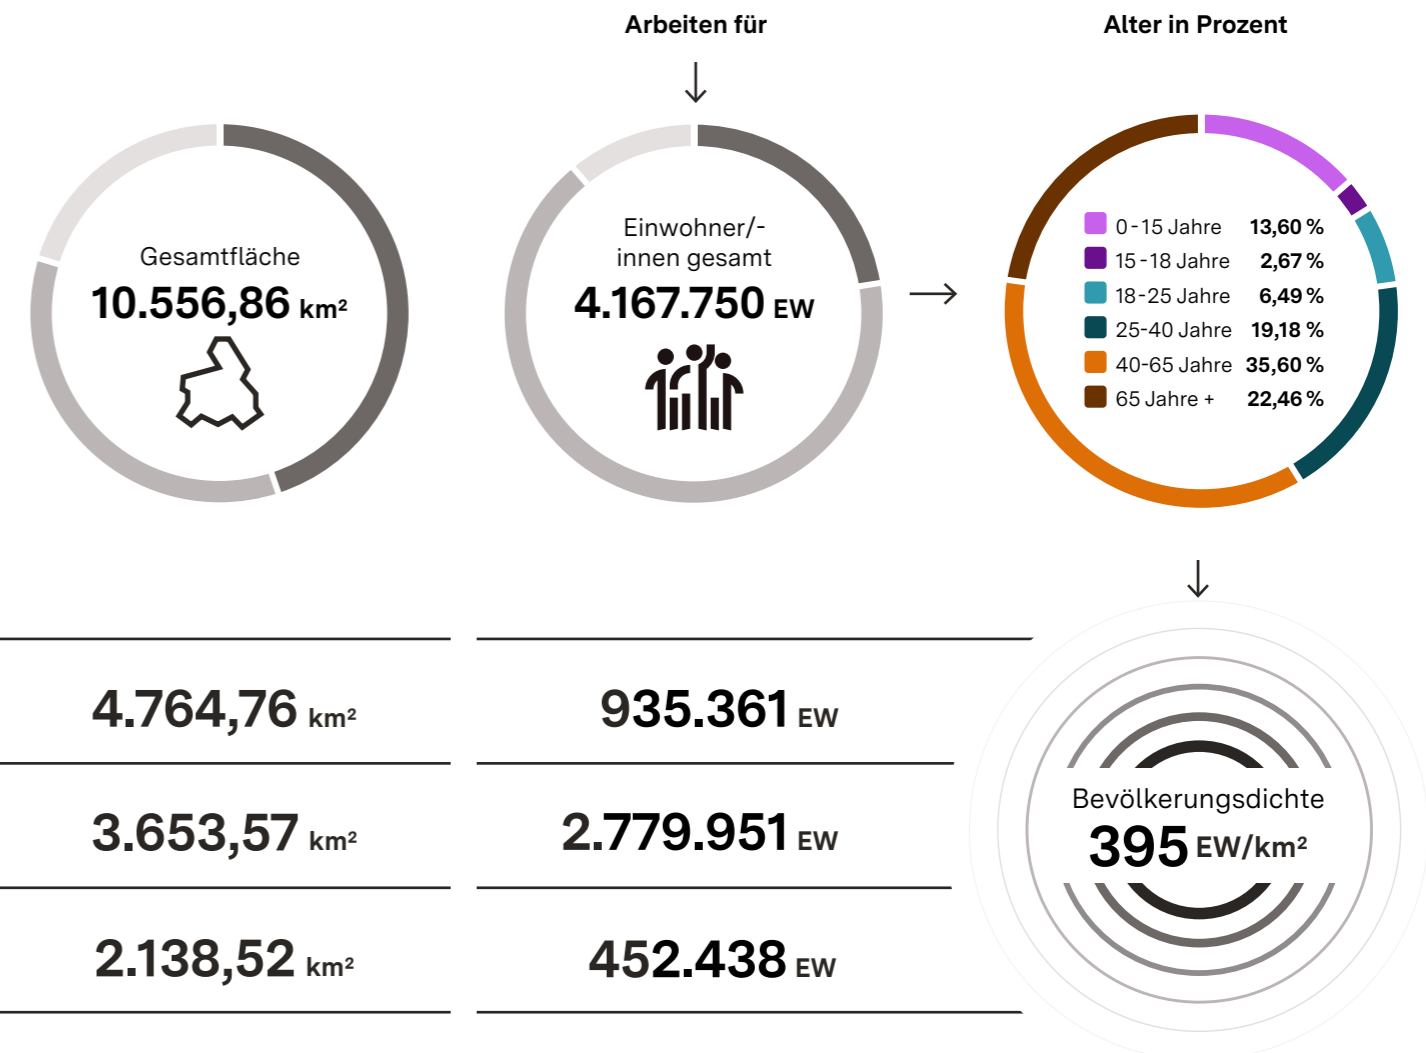 Arbeiten für
Alter in Prozent
Gesamtfläche
10.556,86 km²
Einwohner/-
innen gesamt
4.167.750 EW
0-15 Jahre 13,60 %
15-18 Jahre 2,67 %
18-25 Jahre 6,49 %
25-40 Jahre 19,18 %
40-65 Jahre 35,60 %
65 Jahre + 22,46 %
4.764,76 km²
935.361 EW
3.653,57 km²
2.779.951 EW
2.138,52 km²
452.438 EW
Bevölkerungsdichte
395 EW/km²